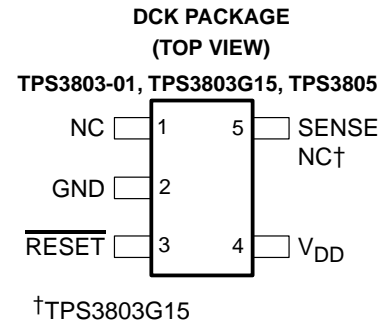 DCK PACKAGE
(TOP VIEW)
TPS3803-01, TPS3803G15, TPS3805
NC 1 5 SENSE
NC†
GND 2
RESET 3 4 VDD
†TPS3803G15